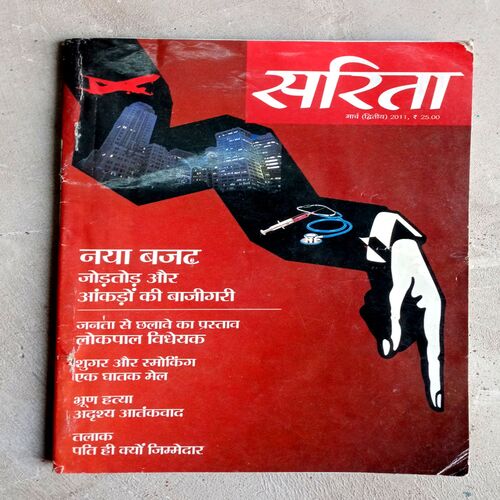 सरिता
मार्च (द्वितीय) 2011, ₹ 25.00
नया बजट
जोड़तोड़ और
आंकड़ों की बाजीगरी
जनता से छलावे का प्रस्ताव
लोकपाल विधेयक
शुगर और स्मोकिंग
एक घातक मेल
भ्रूण हत्या
अदृश्य आतंकवाद
तलाक
पति ही क्यों जिम्मेदार